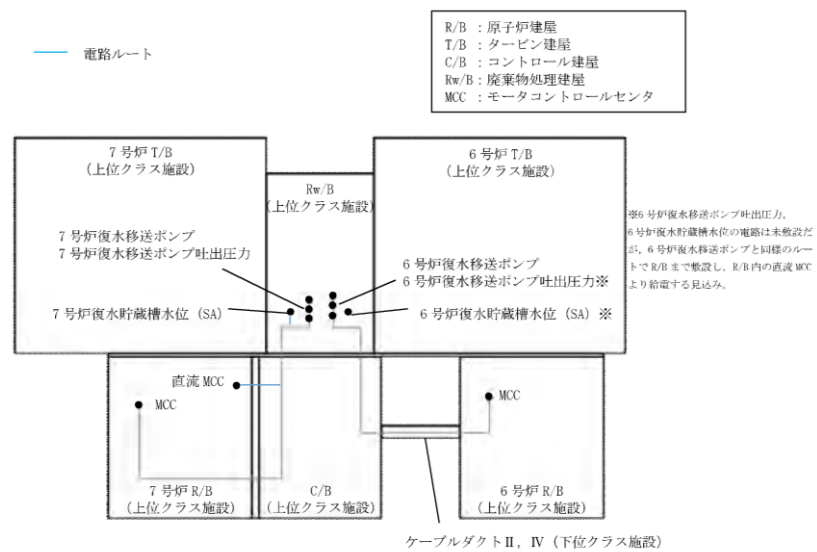 R/B : 原子炉建屋
T/B : タービン建屋
C/B : コントロール建屋
Rw/B : 廃棄物処理建屋
MCC : モータコントロールセンタ
電路ルート
7号炉 T/B
(上位クラス施設)
Rw/B
(上位クラス施設)
6号炉 T/B
(上位クラス施設)
7号炉復水移送ポンプ
7号炉復水移送ポンプ吐出圧力
7号炉復水貯蔵槽水位 (SA)
6号炉復水移送ポンプ
6号炉復水移送ポンプ吐出圧力※
6号炉復水貯蔵槽水位 (SA) ※
※6号炉復水移送ポンプ吐出圧力,
6号炉復水貯蔵槽水位の電路は未敷設だ
が, 6号炉復水移送ポンプと同様のルー
トで R/B まで敷設し, R/B 内の直流 MCC
より給電する見込み。
直流 MCC
MCC
MCC
7号炉 R/B
(上位クラス施設)
C/B
(上位クラス施設)
6号炉 R/B
(上位クラス施設)
ケーブルダクトⅡ, Ⅳ (下位クラス施設)